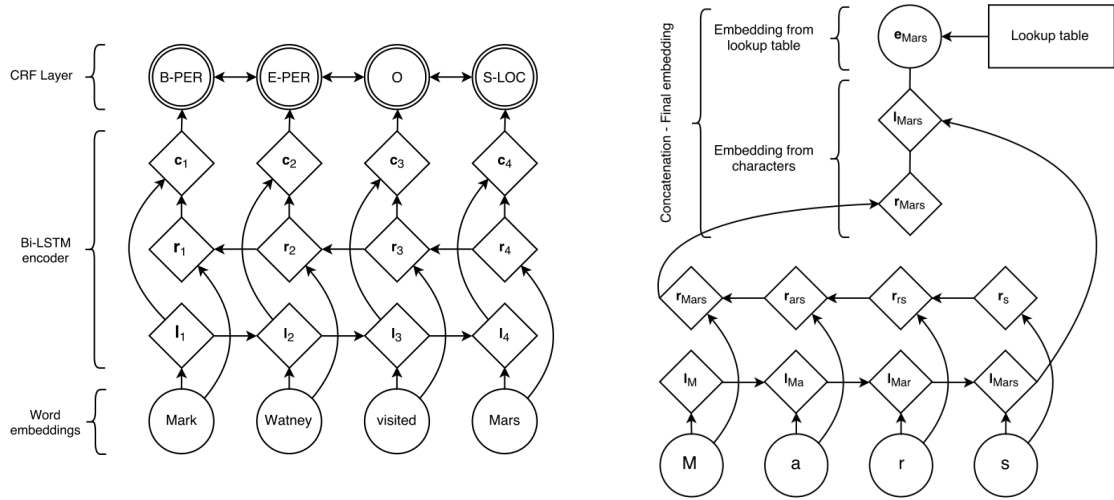 CRF Layer
B-PER
E-PER
O
S-LOC
Bi-LSTM
encoder
c1
c2
c3
c4
r1
r2
r3
r4
l1
l2
l3
l4
Word
embeddings
Mark
Watney
visited
Mars
Concatenation - Final embedding
Embedding from
lookup table
eMars
Lookup table
Embedding from
characters
lMars
rMars
rMars
rars
rrs
rs
lM
lMa
lMar
lMars
M
a
r
s